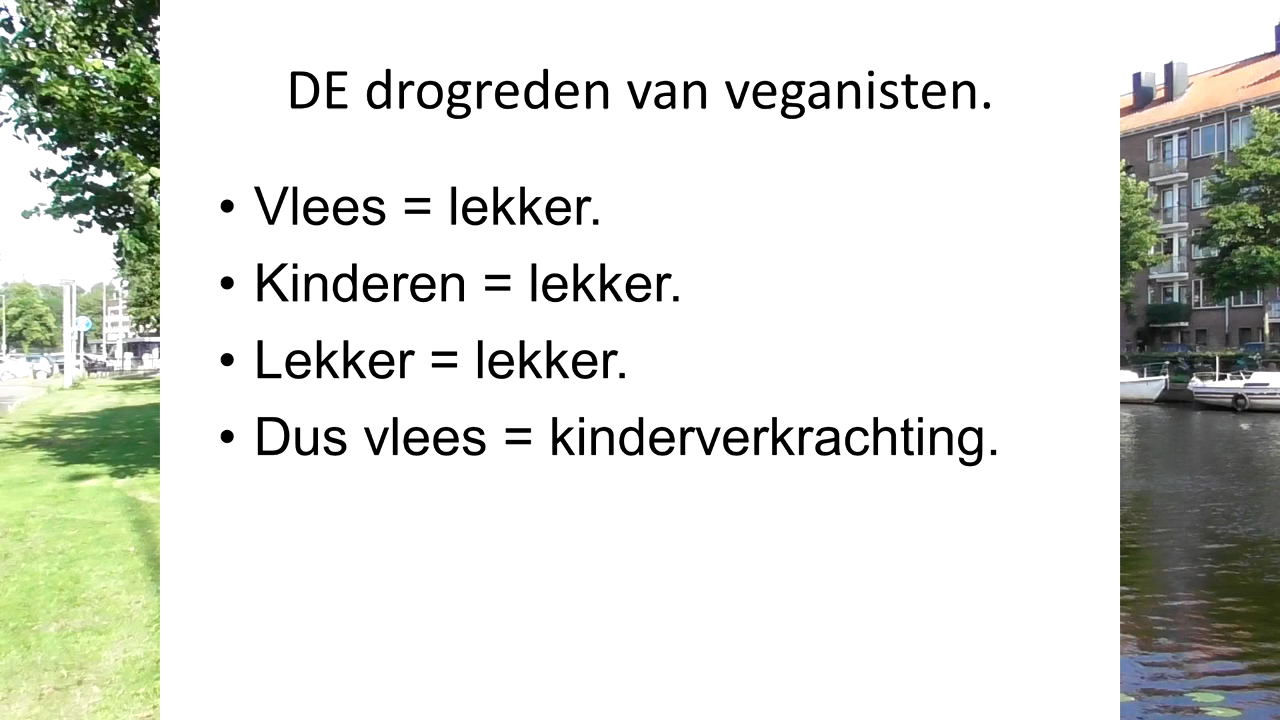 DE drogreden van veganisten.
• Vlees = lekker.
• Kinderen = lekker.
• Lekker = lekker.
• Dus vlees = kinderverkrachting.